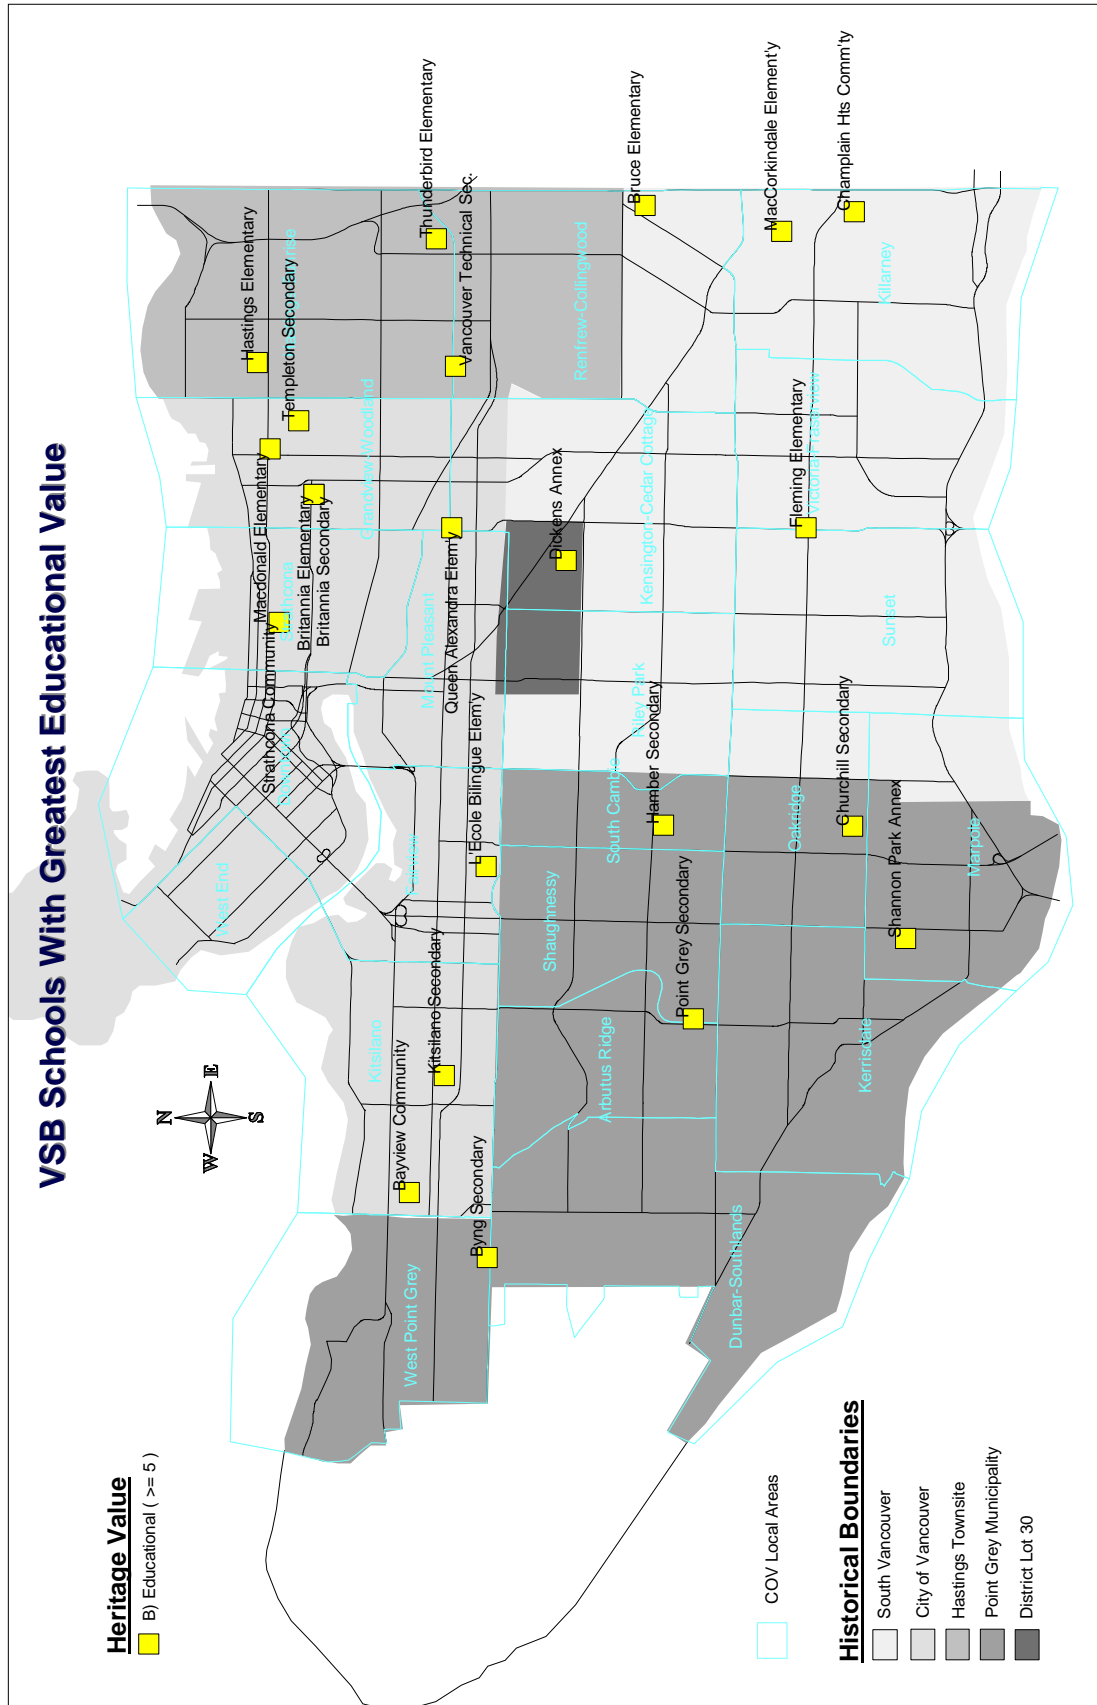 VSB Schools With Greatest Educational Value
Heritage Value
B) Educational ( >= 5 )
N
W
E
S
COV Local Areas
Historical Boundaries
South Vancouver
City of Vancouver
Hastings Townsite
Point Grey Municipality
District Lot 30
West End
Downtown
Strathcona
Strathcona Community
Macdonald Elementary
Britannia Elementary
Britannia Secondary
Templeton Secondary
Hastings Elementary
Grandview-Woodland
Thunderbird Elementary
Vancouver Technical Sec.
West Point Grey
Bayview Community
Kitsilano
Kitsilano Secondary
Byng Secondary
L'Ecole Bilingue Elem'y
Mount Pleasant
Queen Alexandra Elem'y
Dickens Annex
Renfrew-Collingwood
Shaughnessy
Arbutus Ridge
South Cambie
Riley Park
Kensington-Cedar Cottage
Bruce Elementary
Hamber Secondary
Point Grey Secondary
Dunbar-Southlands
Oakridge
Fleming Elementary
Victoria-Fraserview
MacCorkindale Element'y
Champlain Hts Comm'ty
Churchill Secondary
Kerrisdale
Shannon Park Annex
Marpole
Sunset
Killarney